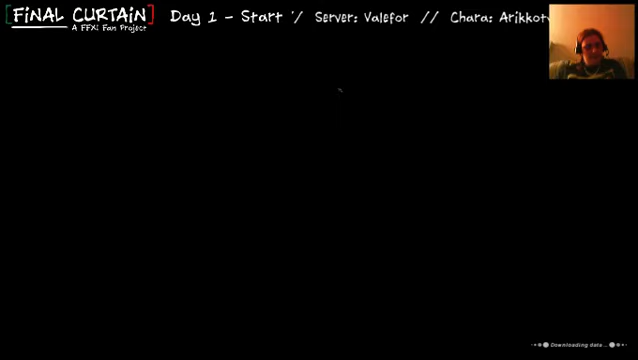 [FiNAL CURTAiN]
A FFXI Fan Project
Day 1 - Start // Server: Valefor // Chara: Arikkot
Downloading data ..